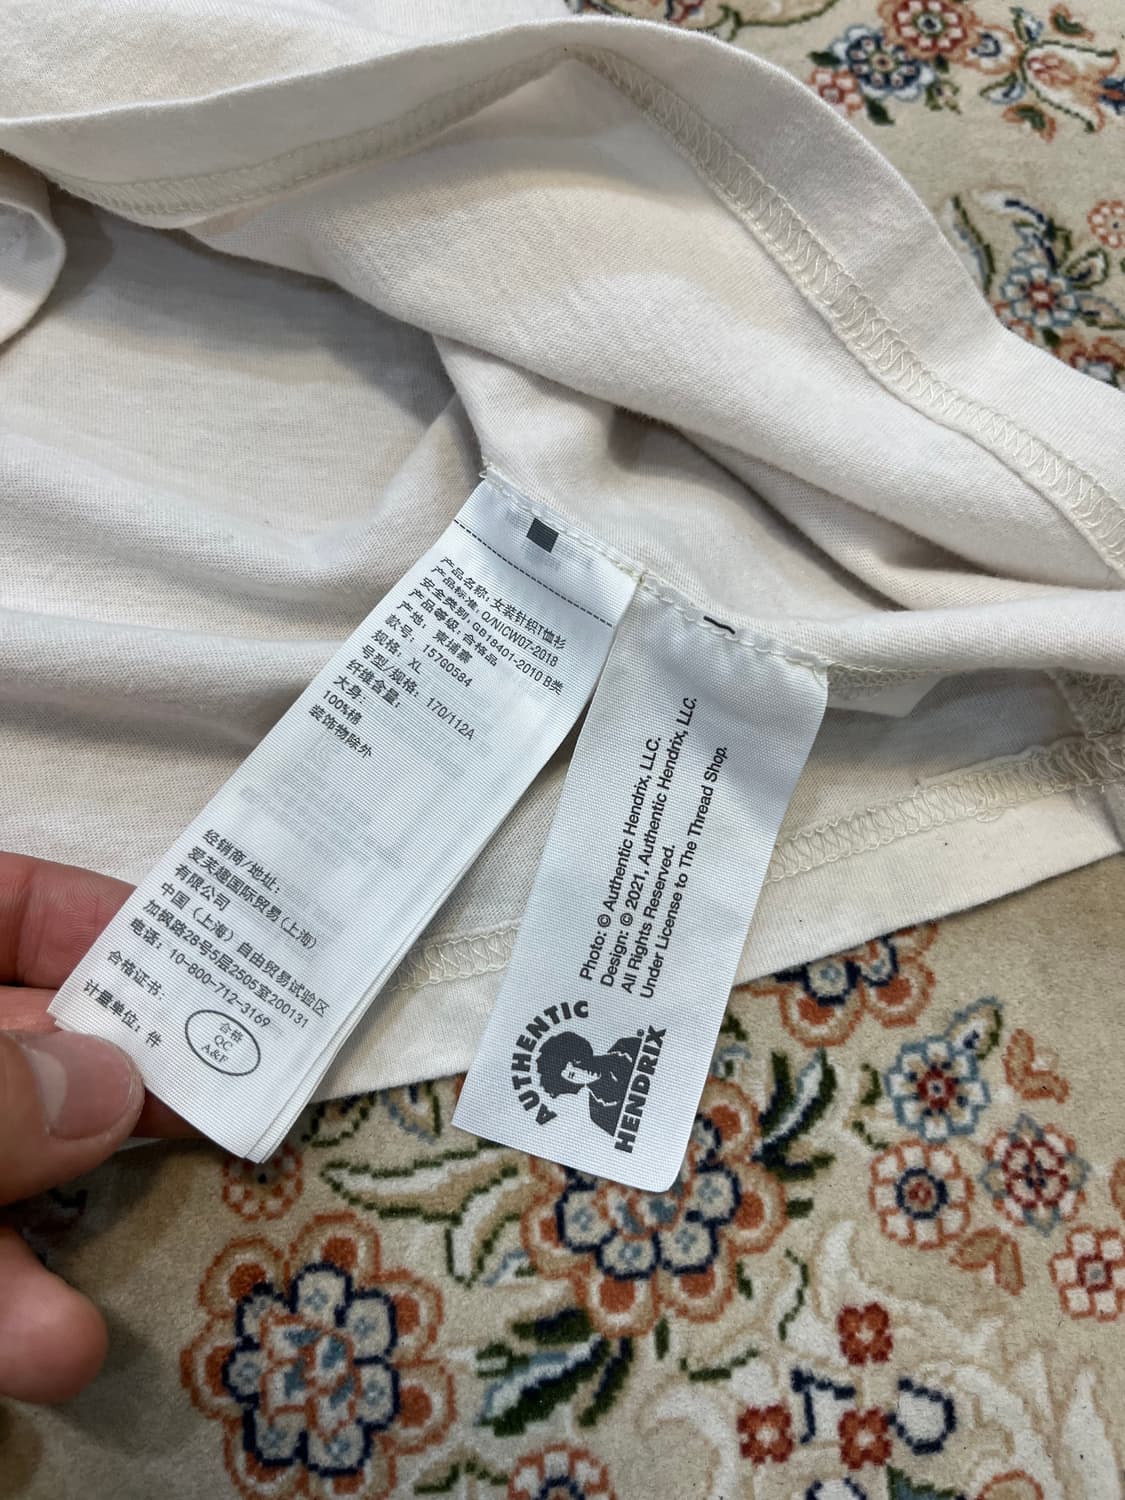 产品名称: 女装针织T恤衫
产品标准: Q/NICW07-2018
安全类别: GB18401-2010 B类
产品等级: 合格品
产地: 柬埔寨
款号: 157G0584
规格: XL
号型/规格: 170/112A
纤维含量:
大身:
100%棉
装饰物除外
经销商/地址:
爱芙趣国际贸易(上海)
有限公司
中国 (上海) 自由贸易试验区
加枫路28号5层2505室200131
电话: 10-800-712-3169
合格证书:
计量单位: 件
合格
QC
A&F
Photo: © Authentic Hendrix, LLC.
Design: © 2021, Authentic Hendrix, LLC.
All Rights Reserved.
Under License to The Thread Shop.
AUTHENTIC
HENDRIX®